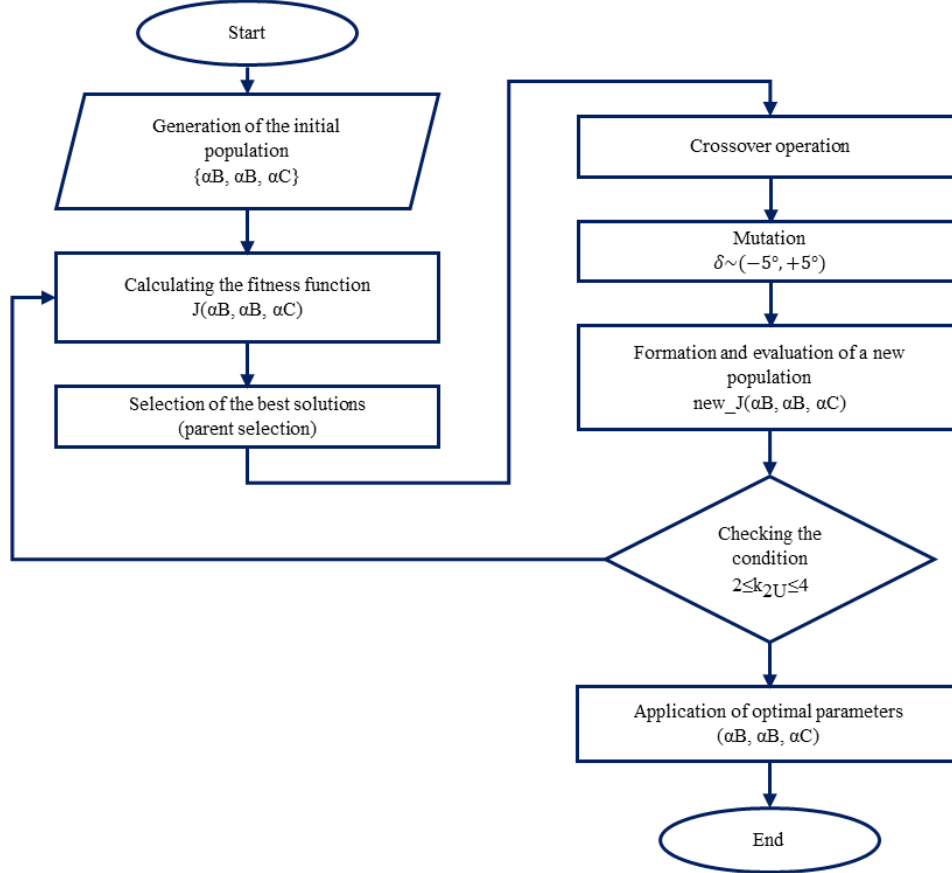 Start
Generation of the initial
population
{αB, αB, αC}
Calculating the fitness function
J(αB, αB, αC)
Selection of the best solutions
(parent selection)
Crossover operation
Mutation
δ~(−5°, +5°)
Formation and evaluation of a new
population
new_J(αB, αB, αC)
Checking the
condition
2≤k2U≤4
Application of optimal parameters
(αB, αB, αC)
End